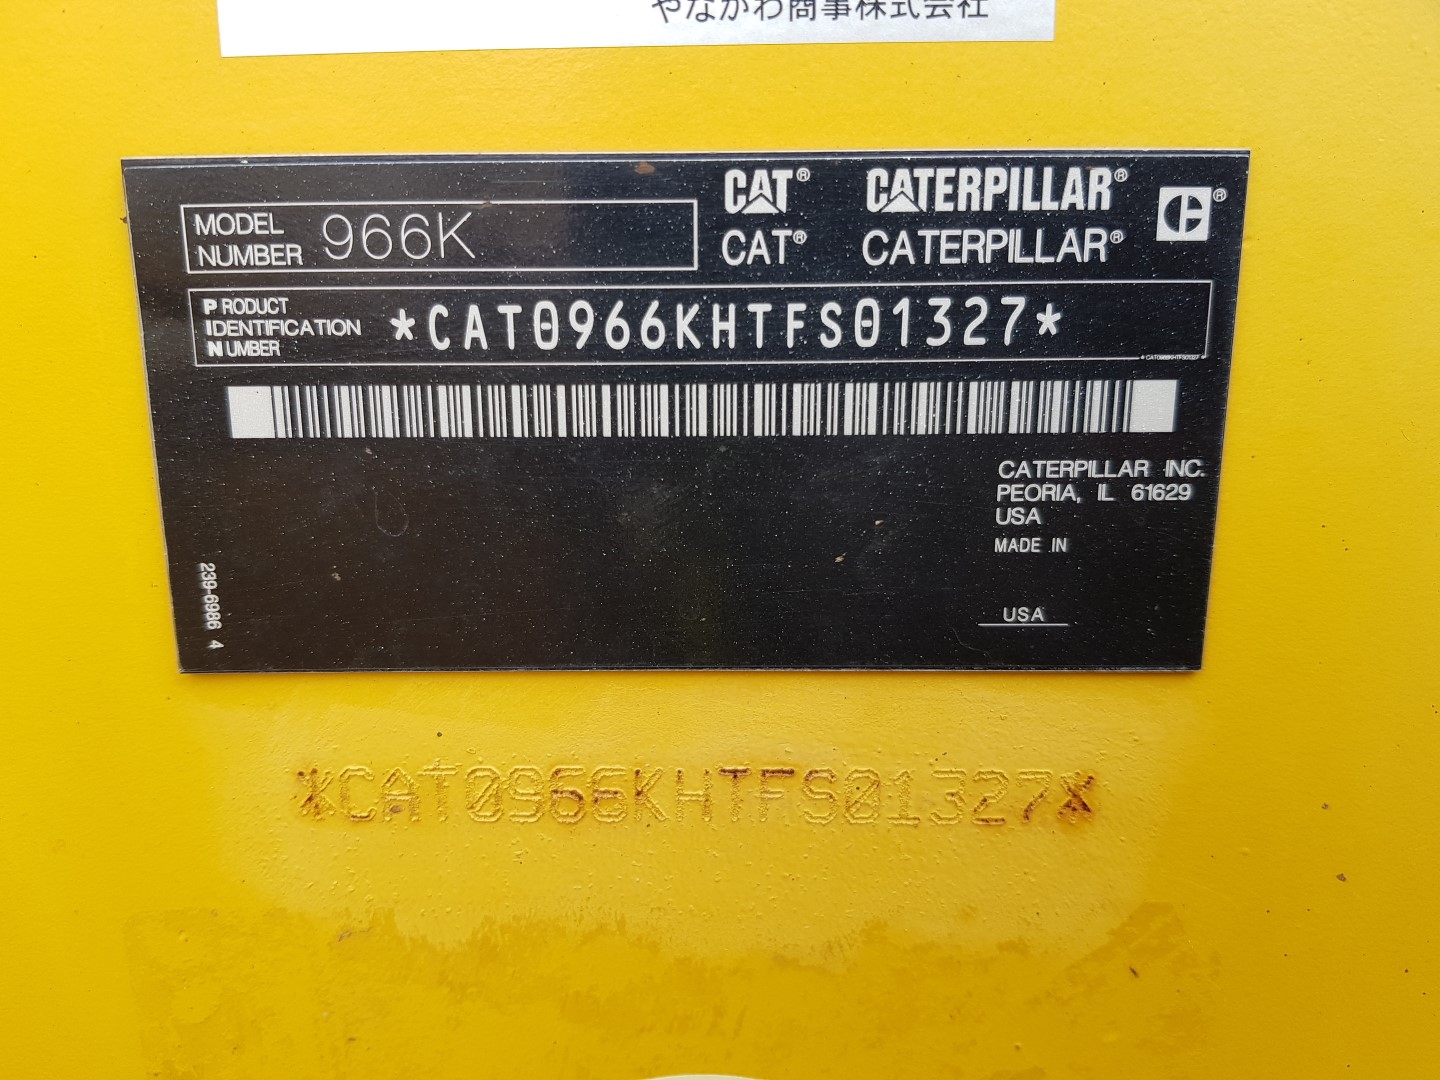 やなかわ商事株式会社
MODEL NUMBER 966K
CAT® CATERPILLAR® C®
CAT® CATERPILLAR®
PRODUCT IDENTIFICATION NUMBER *CAT0966KHTFS01327*
*CAT0966KHTFS01327*
CATERPILLAR INC.
PEORIA, IL 61629
USA
MADE IN
USA
239-6986 4
*CAT0966KHTFS01327*